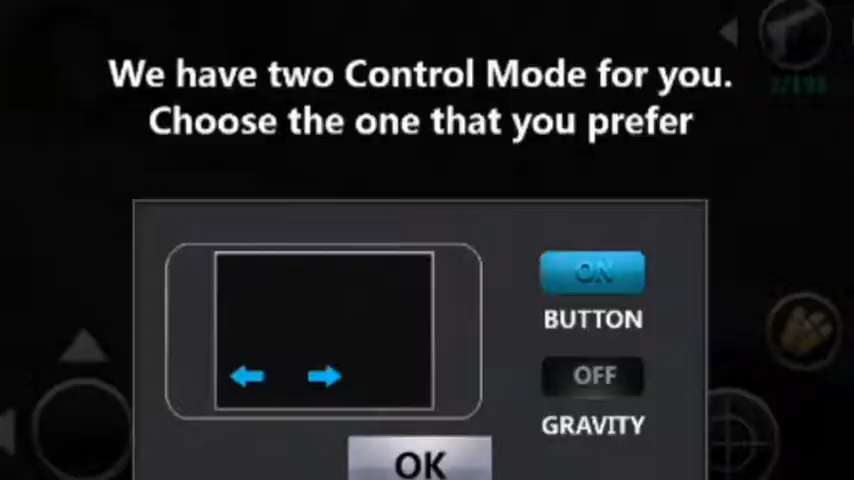 We have two Control Mode for you.
Choose the one that you prefer
ON
BUTTON
OFF
GRAVITY
OK